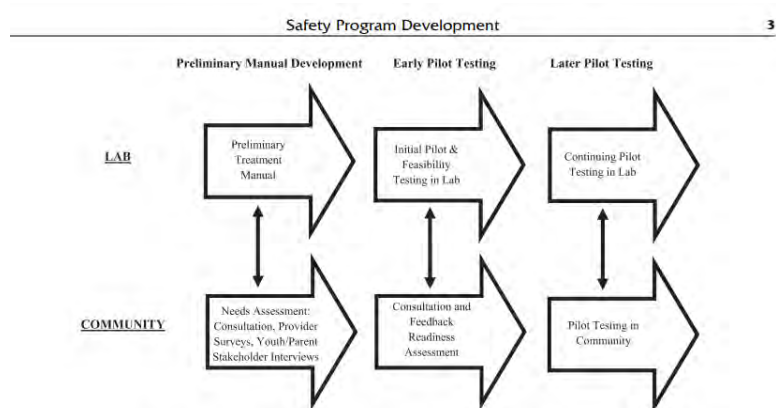 Safety Program Development 3
Preliminary Manual Development Early Pilot Testing Later Pilot Testing
LAB
Preliminary
Treatment
Manual
Initial Pilot &
Feasibility
Testing in Lab
Continuing Pilot
Testing in Lab
COMMUNITY
Needs Assessment:
Consultation, Provider
Surveys, Youth/Parent
Stakeholder Interviews
Consultation and
Feedback
Readiness
Assessment
Pilot Testing in
Community